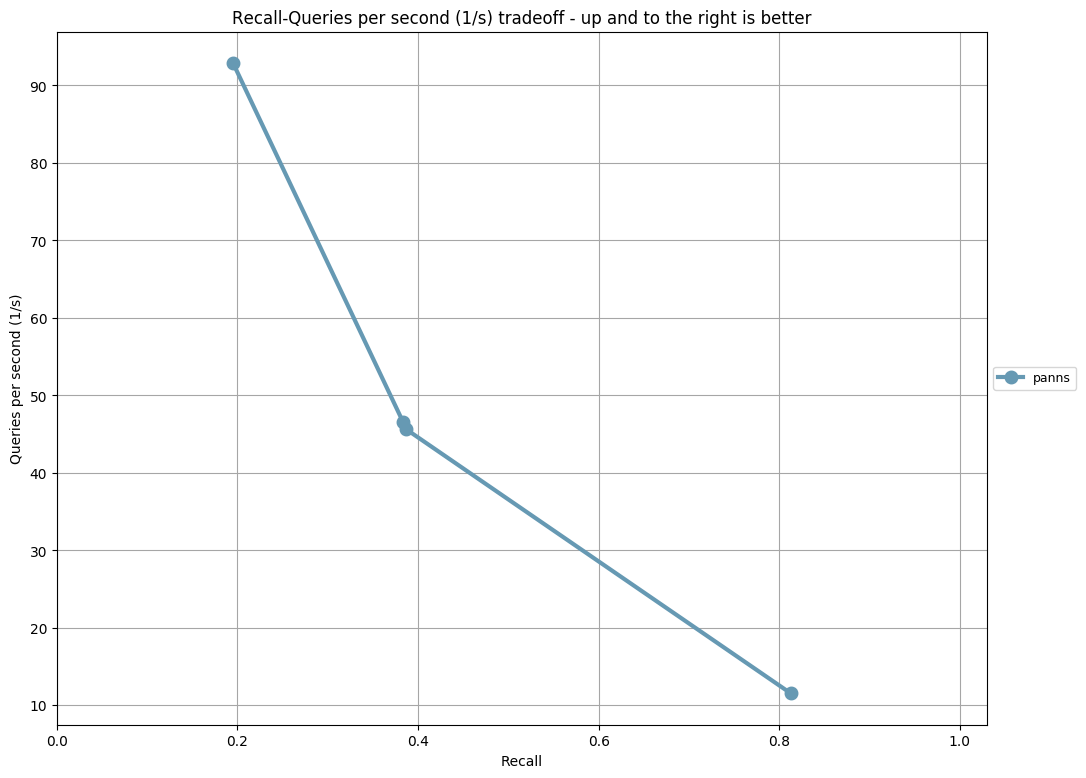 Recall-Queries per second (1/s) tradeoff - up and to the right is better
Queries per second (1/s)
90
80
70
60
50
40
30
20
10
0.0 0.2 0.4 0.6 0.8 1.0
Recall
panns